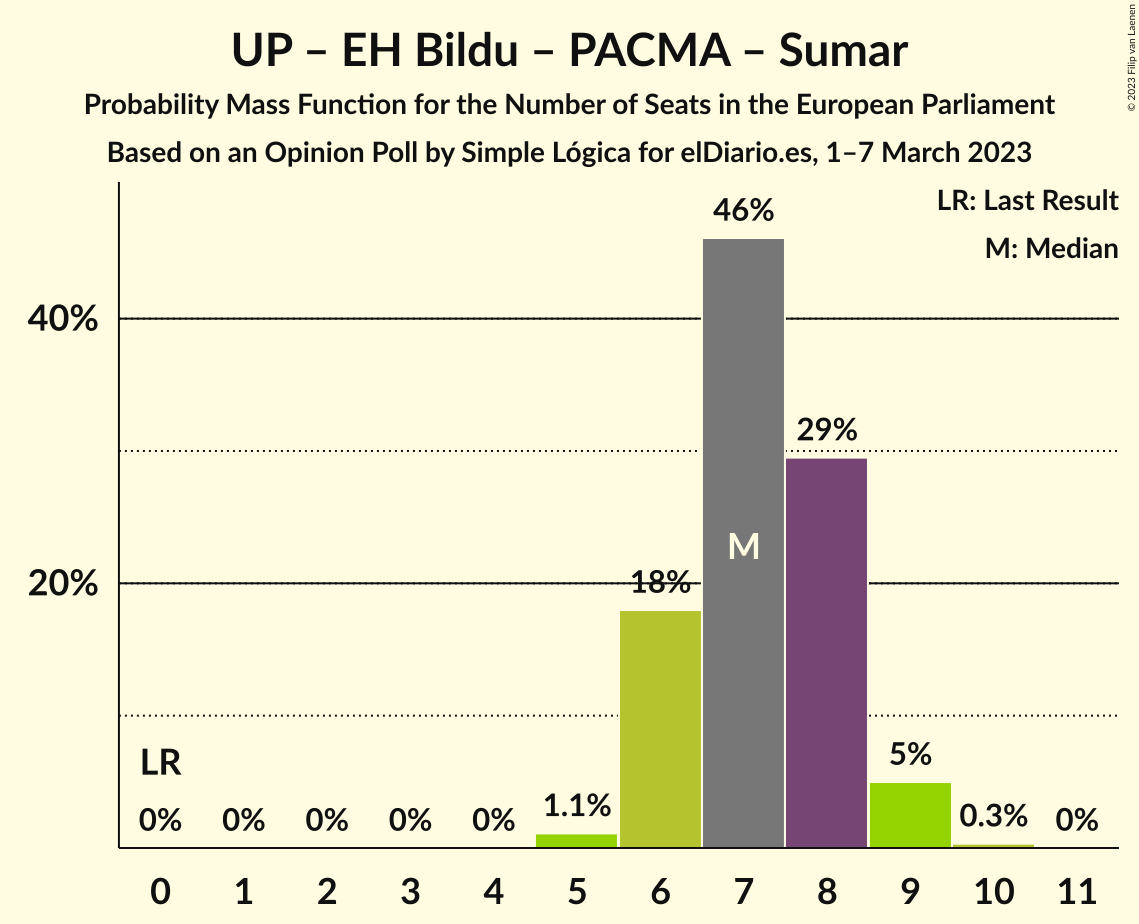 UP – EH Bildu – PACMA – Sumar
Probability Mass Function for the Number of Seats in the European Parliament
Based on an Opinion Poll by Simple Lógica for elDiario.es, 1–7 March 2023
© 2023 Filip van Laenen
LR: Last Result
M: Median
46%
40%
29%
M
20%
18%
LR
5%
0% 0% 0% 0% 0% 1.1% 0.3% 0%
0 1 2 3 4 5 6 7 8 9 10 11